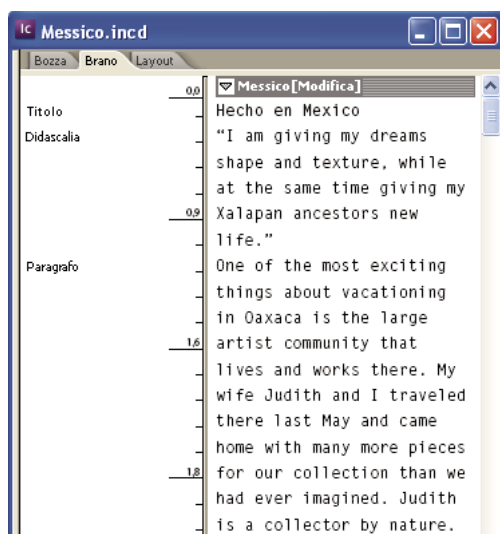 Ic Messico.incd
Bozza Brano Layout
0,0 Messico[Modifica]
Titolo Hecho en Mexico
Didascalia “I am giving my dreams
shape and texture, while
at the same time giving my
0,9 Xalapan ancestors new
life.”
Paragrafo One of the most exciting
things about vacationing
in Oaxaca is the large
1,6 artist community that
lives and works there. My
wife Judith and I traveled
there last May and came
home with many more pieces
1,8 for our collection than we
had ever imagined. Judith
is a collector by nature.